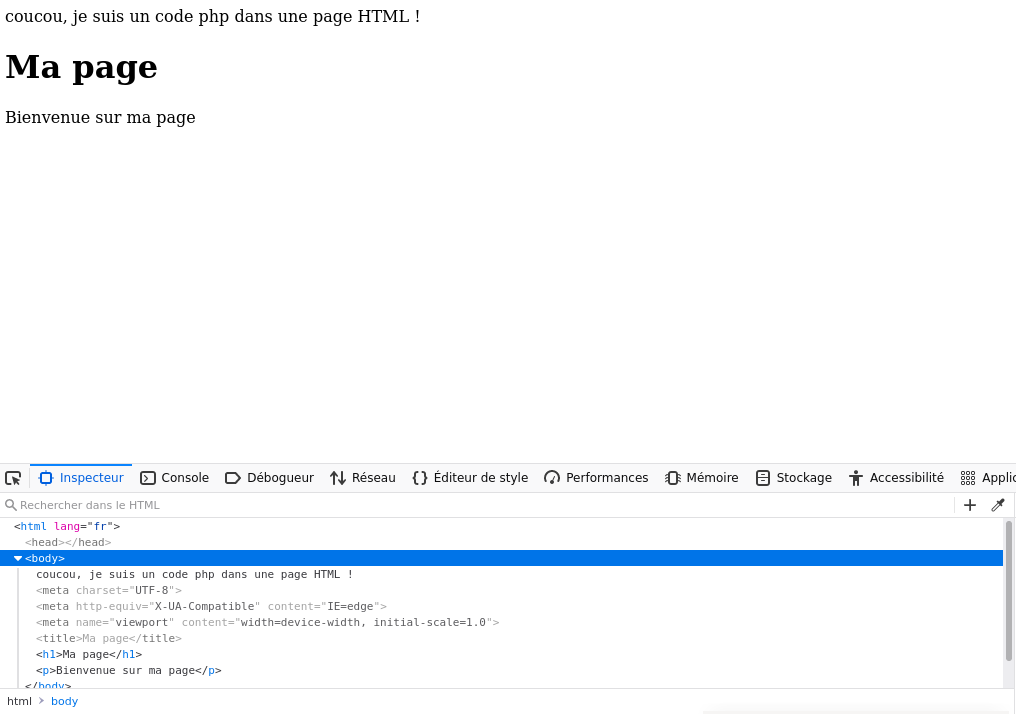 coucou, je suis un code php dans une page HTML !
Ma page
Bienvenue sur ma page
Inspecteur Console Débogueur Réseau Éditeur de style Performances Mémoire Stockage Accessibilité Applic
Rechercher dans le HTML
<html lang="fr">
<head></head>
<body>
coucou, je suis un code php dans une page HTML !
<meta charset="UTF-8">
<meta http-equiv="X-UA-Compatible" content="IE=edge">
<meta name="viewport" content="width=device-width, initial-scale=1.0">
<title>Ma page</title>
<h1>Ma page</h1>
<p>Bienvenue sur ma page</p>
</body>
html > body